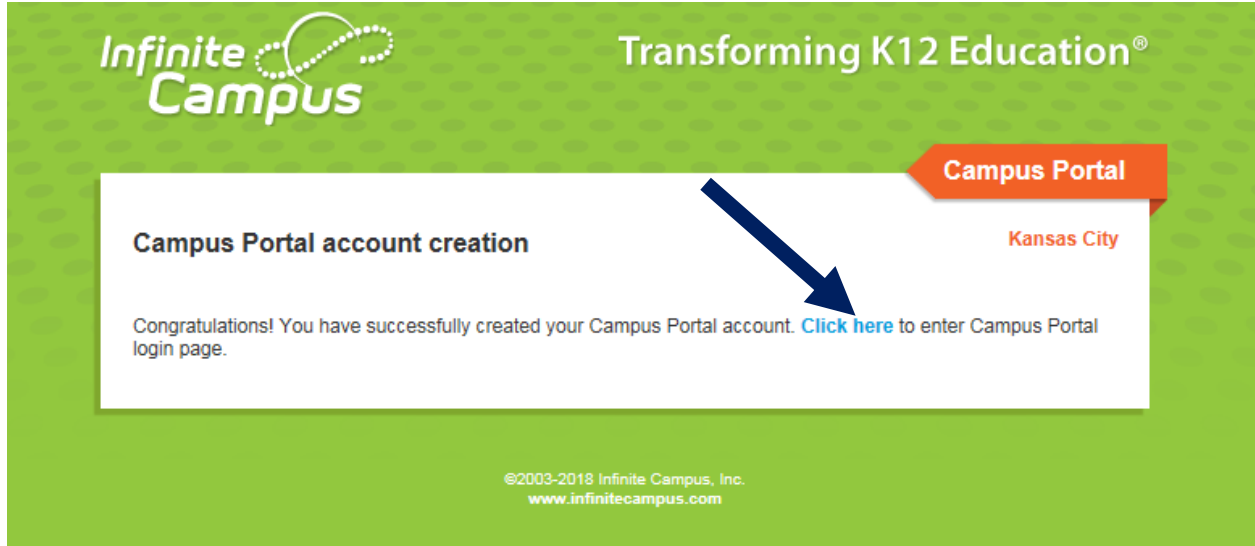 Infinite
Campus
Transforming K12 Education®
Campus Portal
Campus Portal account creation
Kansas City
Congratulations! You have successfully created your Campus Portal account. Click here to enter Campus Portal
login page.
©2003-2018 Infinite Campus, Inc.
www.infinitecampus.com